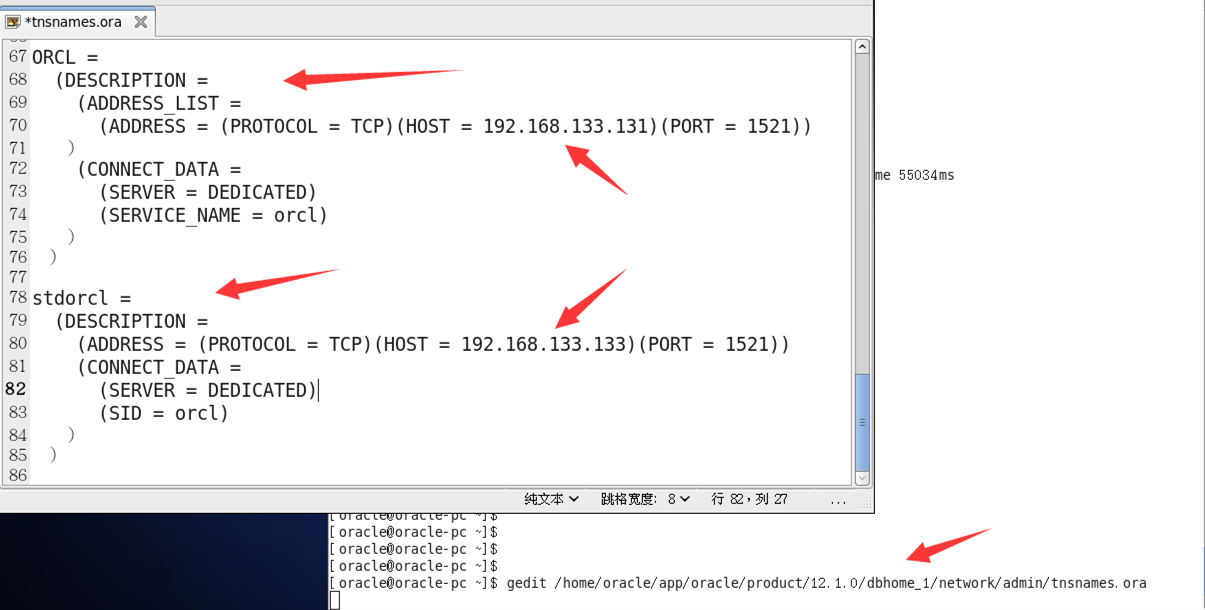 *tnsnames.ora
67 ORCL =
68 (DESCRIPTION =
69 (ADDRESS_LIST =
70 (ADDRESS = (PROTOCOL = TCP)(HOST = 192.168.133.131)(PORT = 1521))
71 )
72 (CONNECT_DATA =
73 (SERVER = DEDICATED)
74 (SERVICE_NAME = orcl)
75 )
76 )
77
78 stdorcl =
79 (DESCRIPTION =
80 (ADDRESS = (PROTOCOL = TCP)(HOST = 192.168.133.133)(PORT = 1521))
81 (CONNECT_DATA =
82 (SERVER = DEDICATED)
83 (SID = orcl)
84 )
85 )
86
纯文本 跳格宽度: 8 行 82，列 27 ...
me 55034ms
[oracle@oracle-pc ~]$
[oracle@oracle-pc ~]$
[oracle@oracle-pc ~]$
[oracle@oracle-pc ~]$
[oracle@oracle-pc ~]$ gedit /home/oracle/app/oracle/product/12.1.0/dbhome_1/network/admin/tnsnames.ora